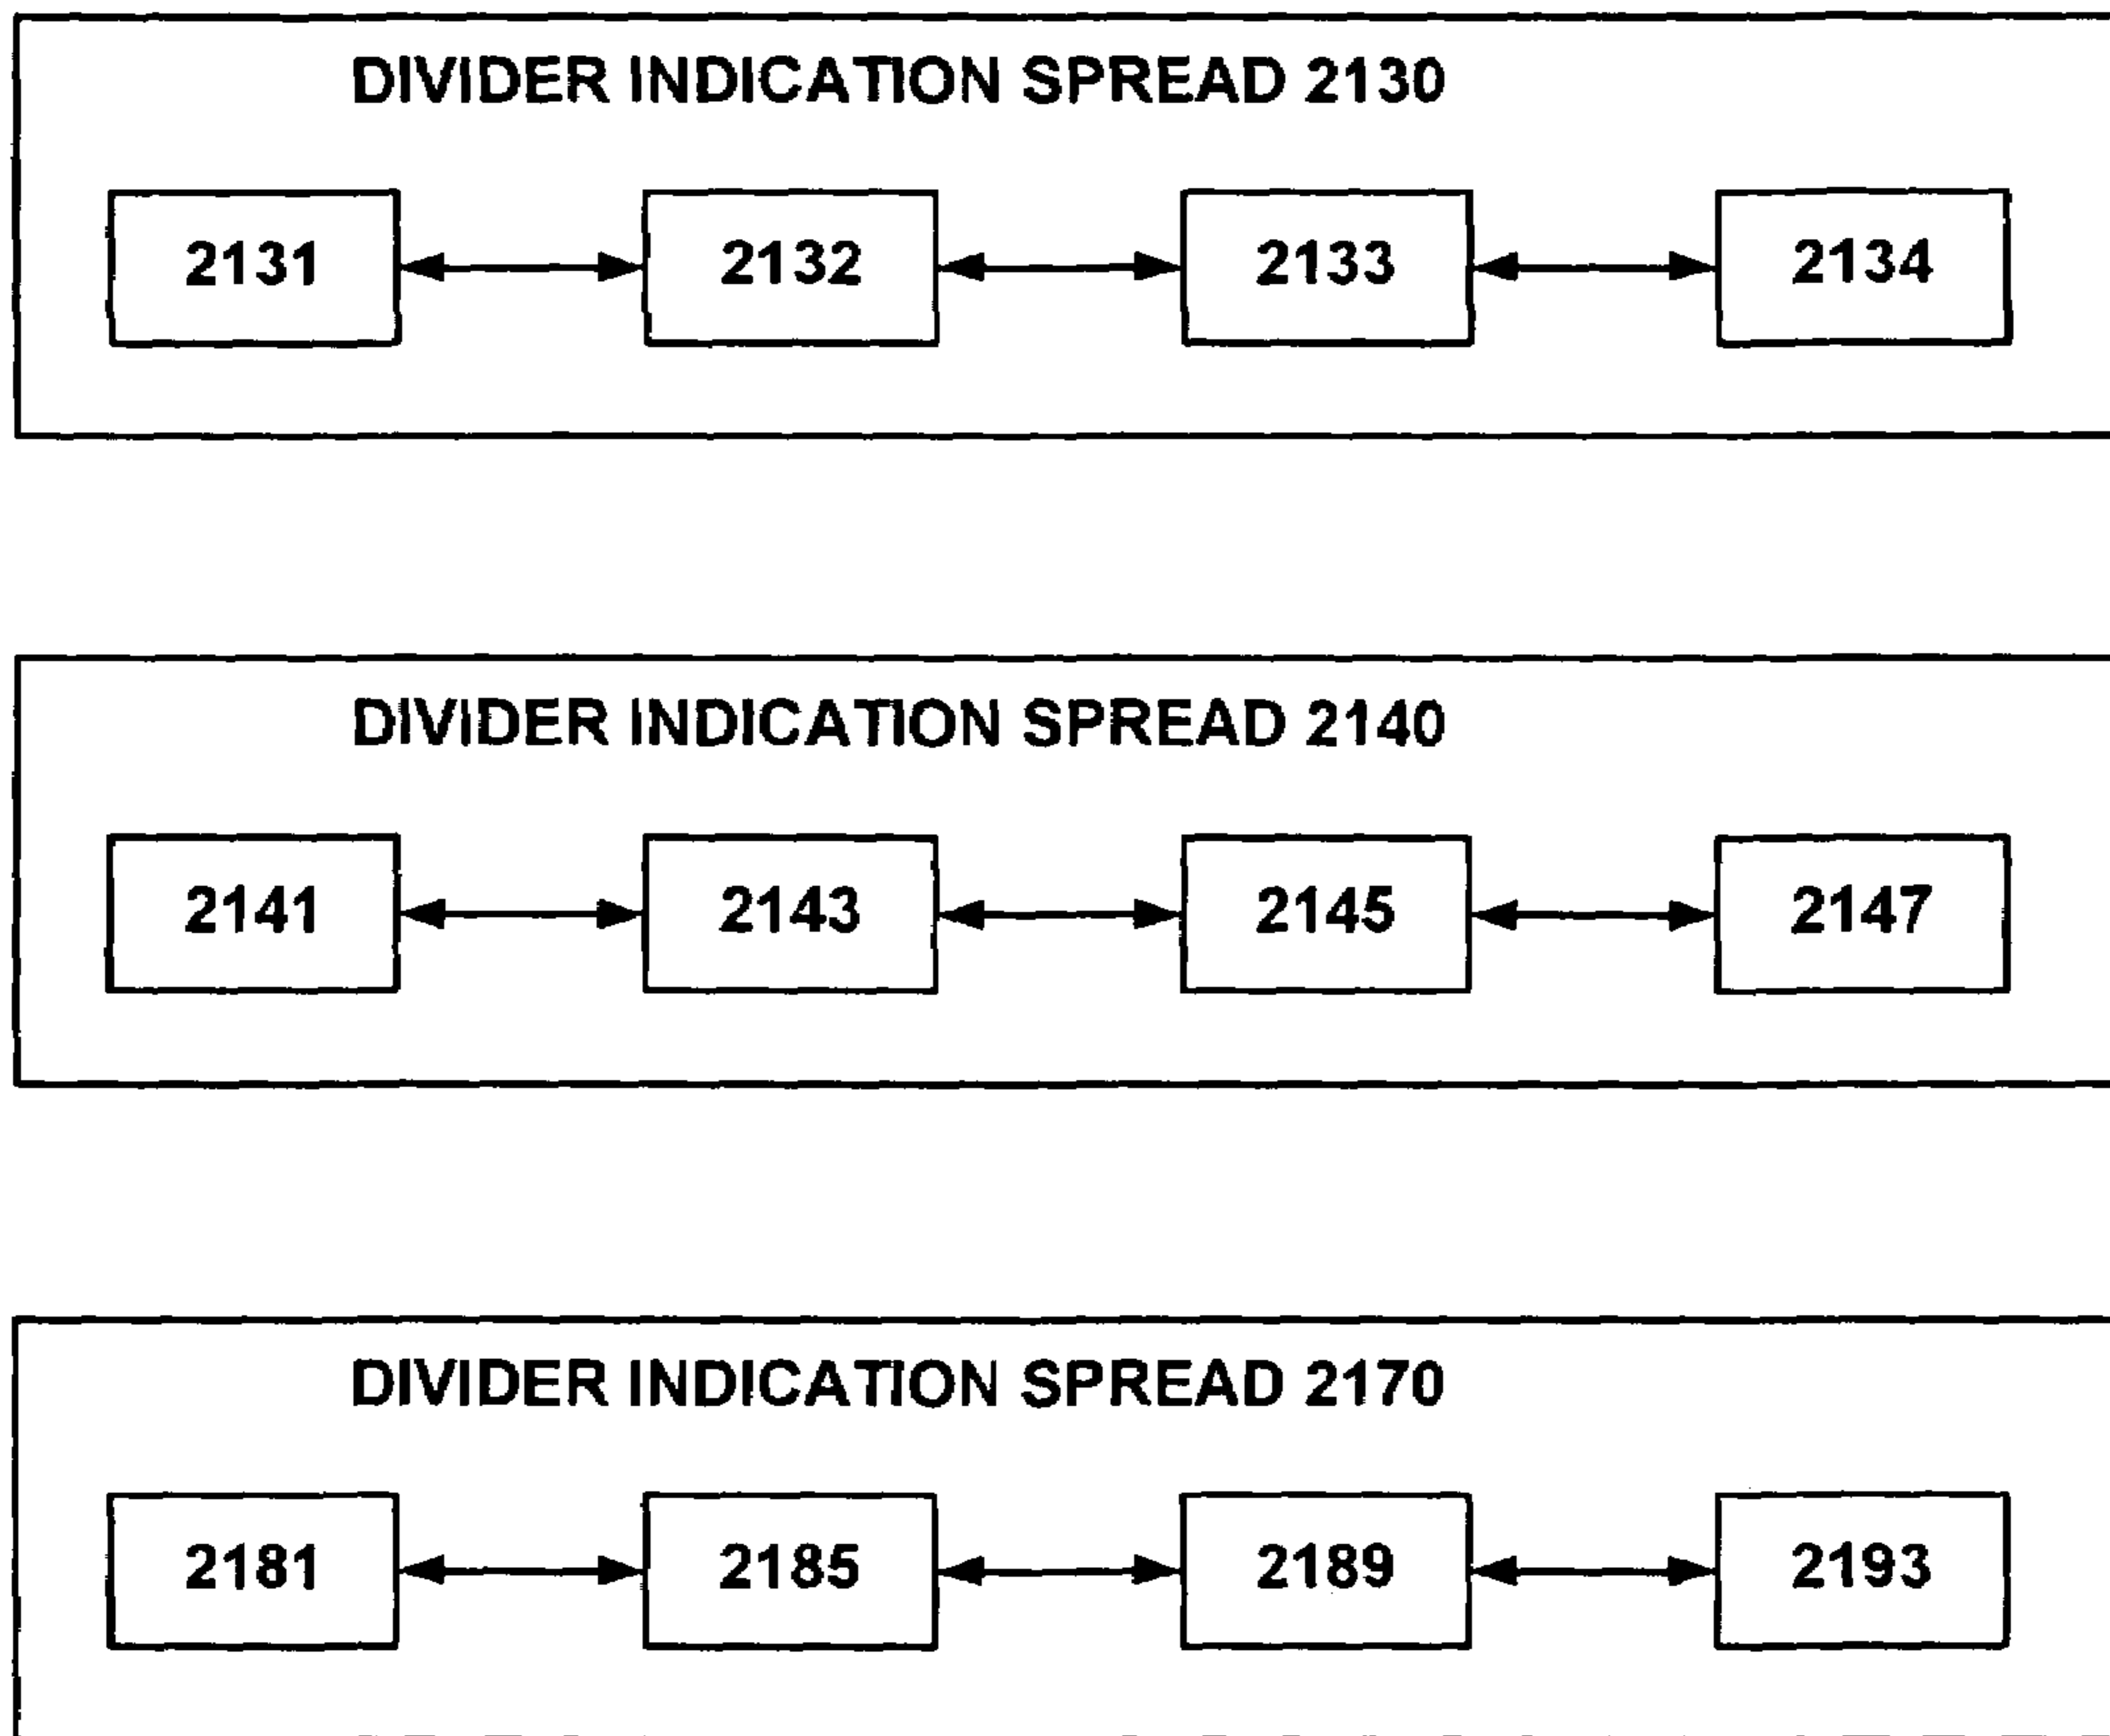 DIVIDER INDICATION SPREAD 2130
2131 2132 2133 2134
DIVIDER INDICATION SPREAD 2140
2141 2143 2145 2147
DIVIDER INDICATION SPREAD 2170
2181 2185 2189 2193